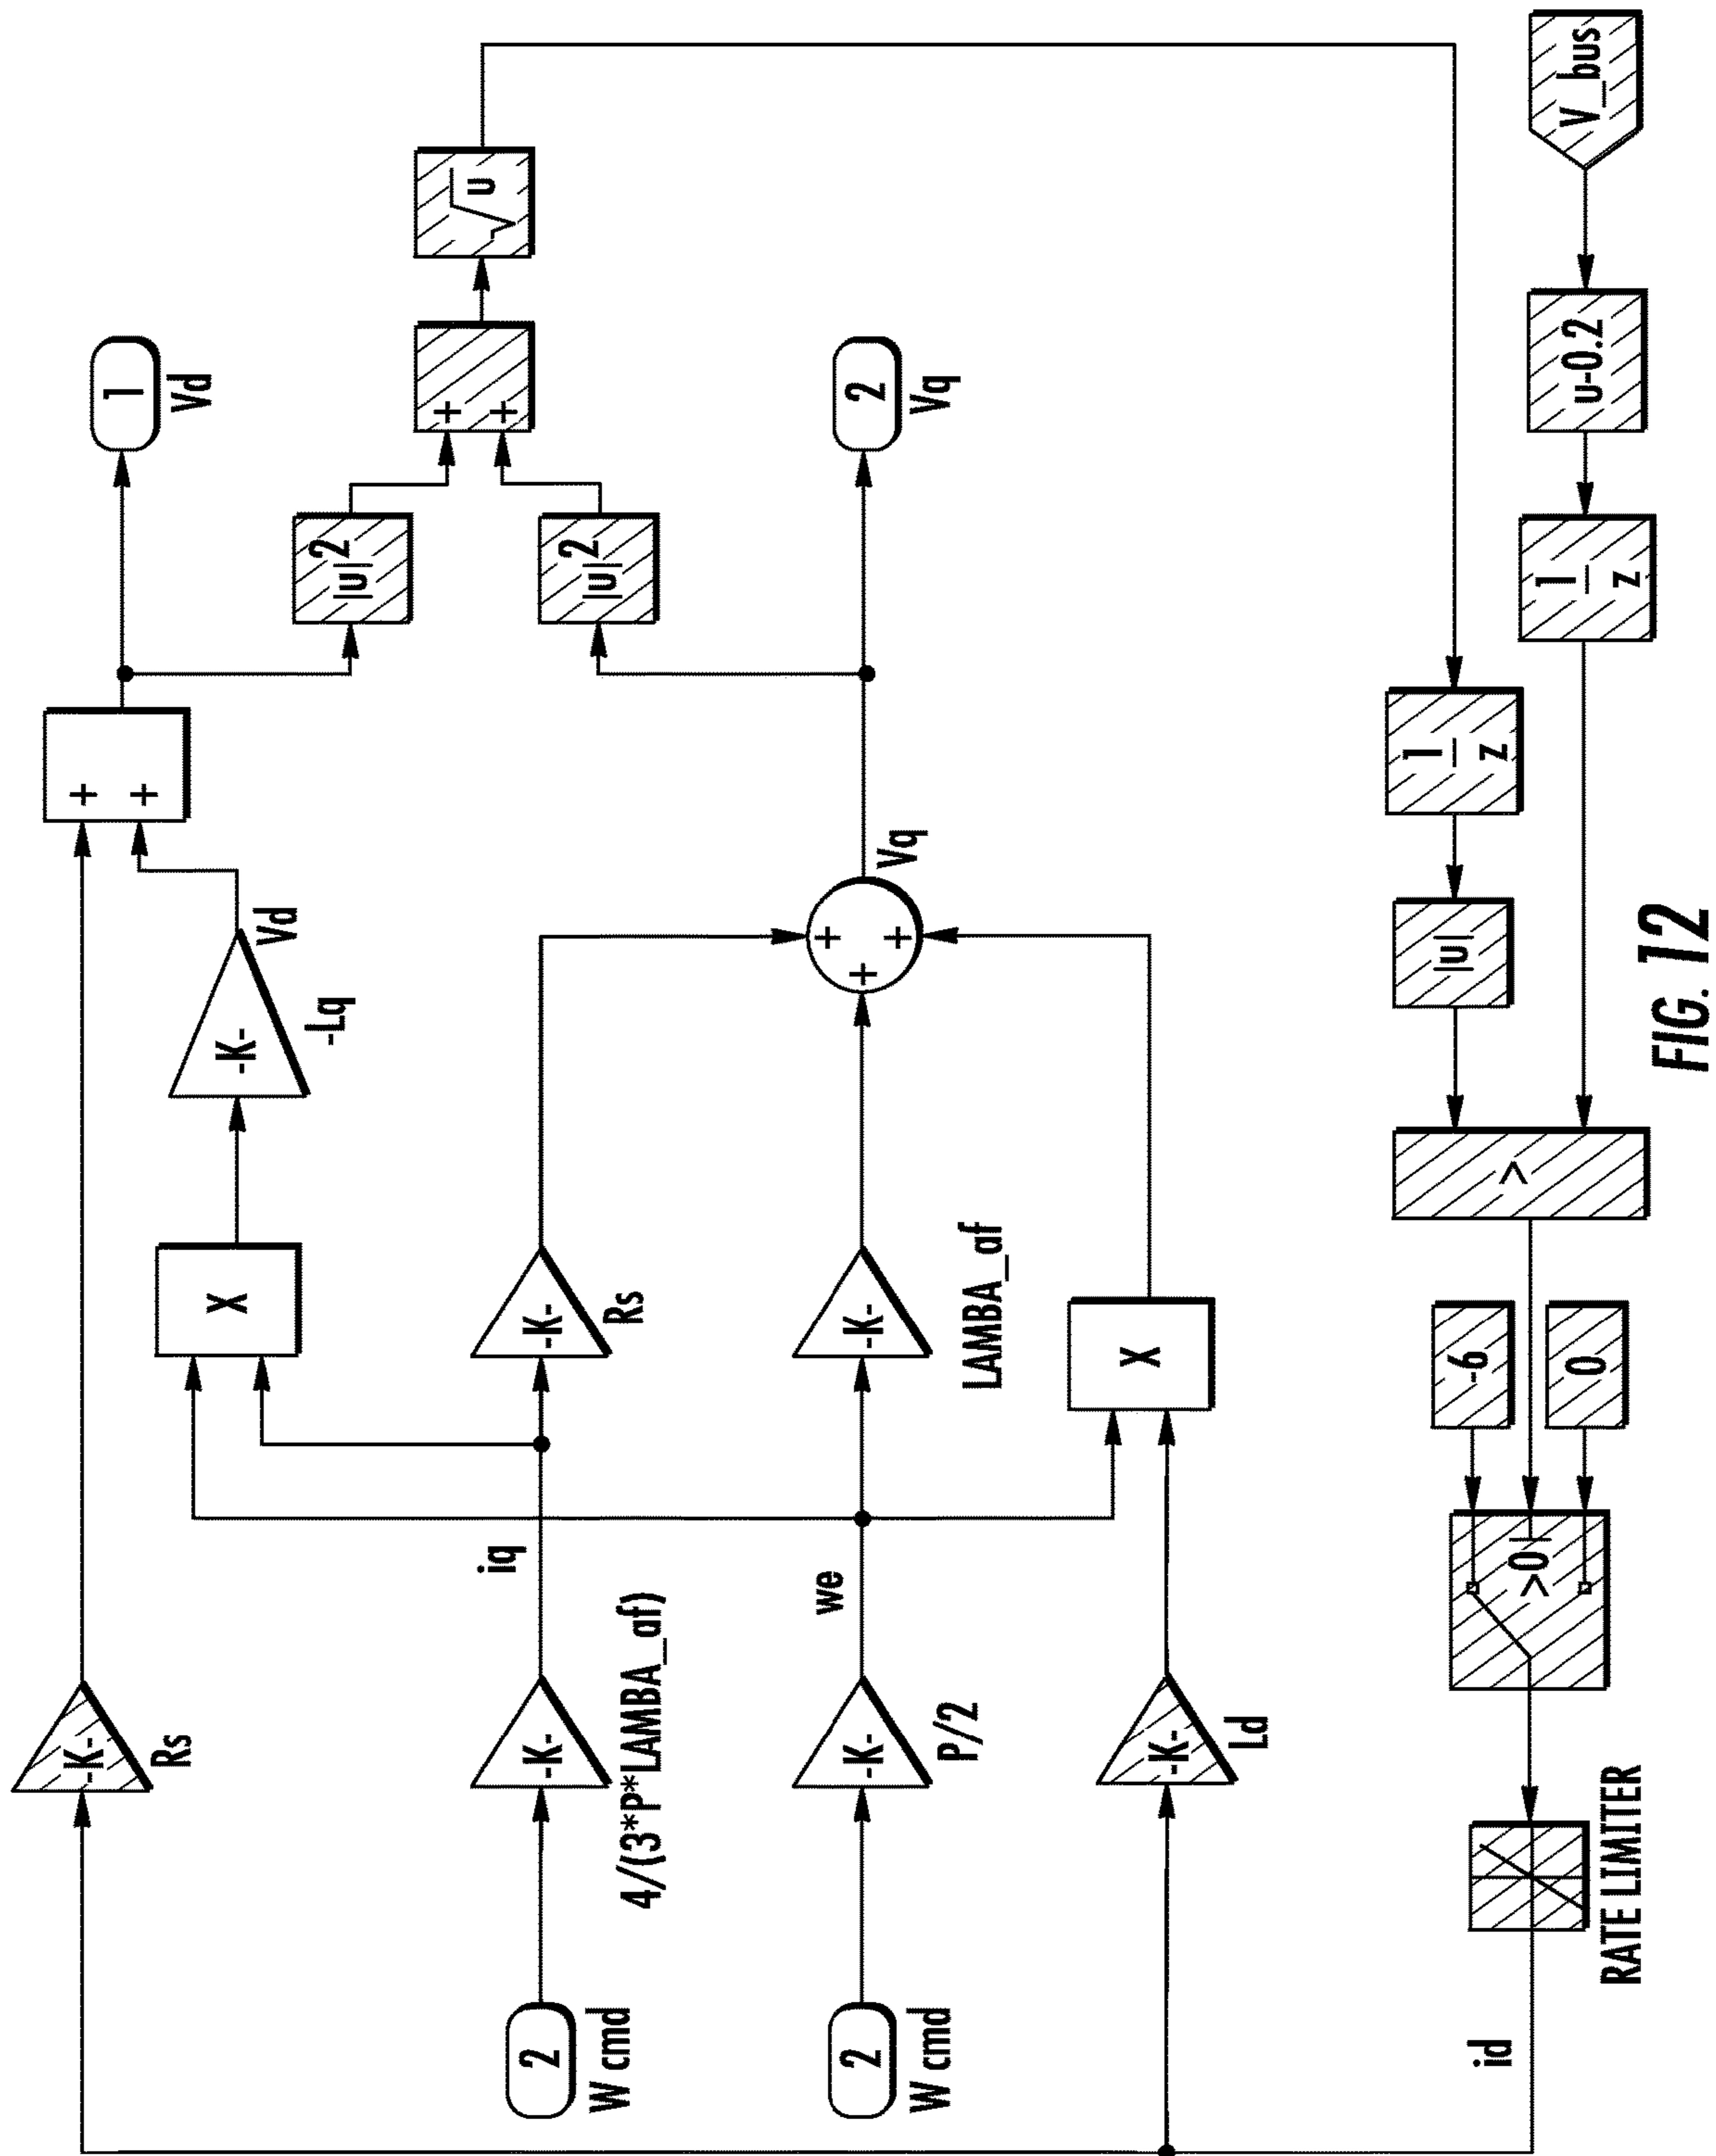 -K-
Rs
+
+
1
Vd
X
-K-
-Lq
Vd
|u|²
2
W cmd
-K-
4/(3*P*LAMBA_af)
iq
-K-
Rs
+
+
√u
|u|²
2
W cmd
-K-
P/2
we
-K-
LAMBA_af
+
+
+
Vq
2
Vq
-K-
Ld
X
id
RATE LIMITER
>0
-6
0
>
|u|
1
z
1
z
u-0.2
V_bus
FIG. 12